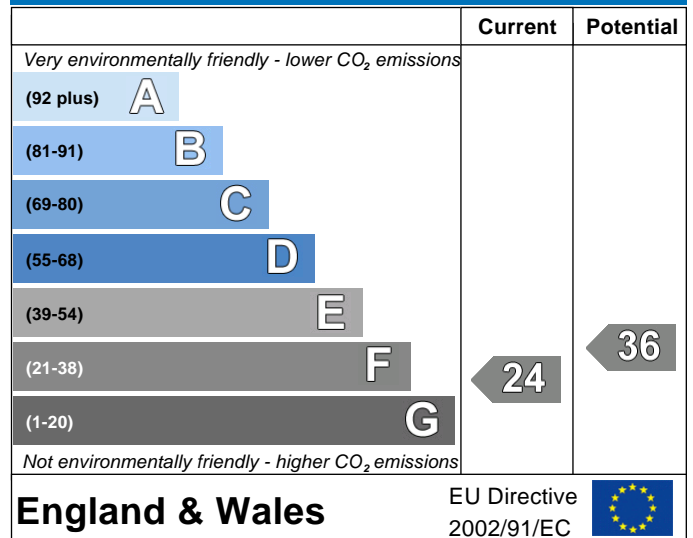 Current Potential
Very environmentally friendly - lower CO₂ emissions
(92 plus) A
(81-91) B
(69-80) C
(55-68) D
(39-54) E
(21-38) F
(1-20) G
24
36
Not environmentally friendly - higher CO₂ emissions
England & Wales
EU Directive
2002/91/EC